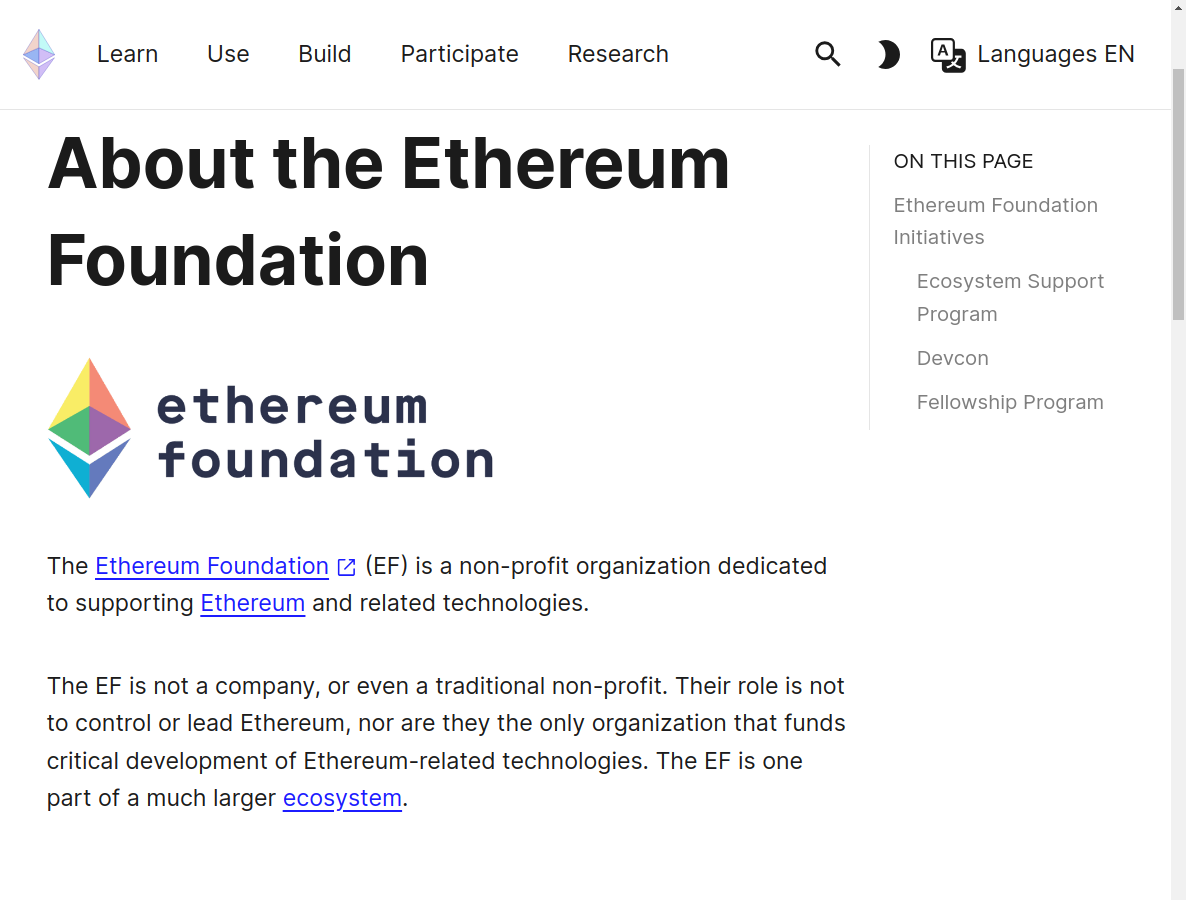 Learn Use Build Participate Research Languages EN
About the Ethereum
Foundation
ethereum
foundation
The Ethereum Foundation (EF) is a non-profit organization dedicated
to supporting Ethereum and related technologies.
The EF is not a company, or even a traditional non-profit. Their role is not
to control or lead Ethereum, nor are they the only organization that funds
critical development of Ethereum-related technologies. The EF is one
part of a much larger ecosystem.
ON THIS PAGE
Ethereum Foundation
Initiatives
Ecosystem Support
Program
Devcon
Fellowship Program